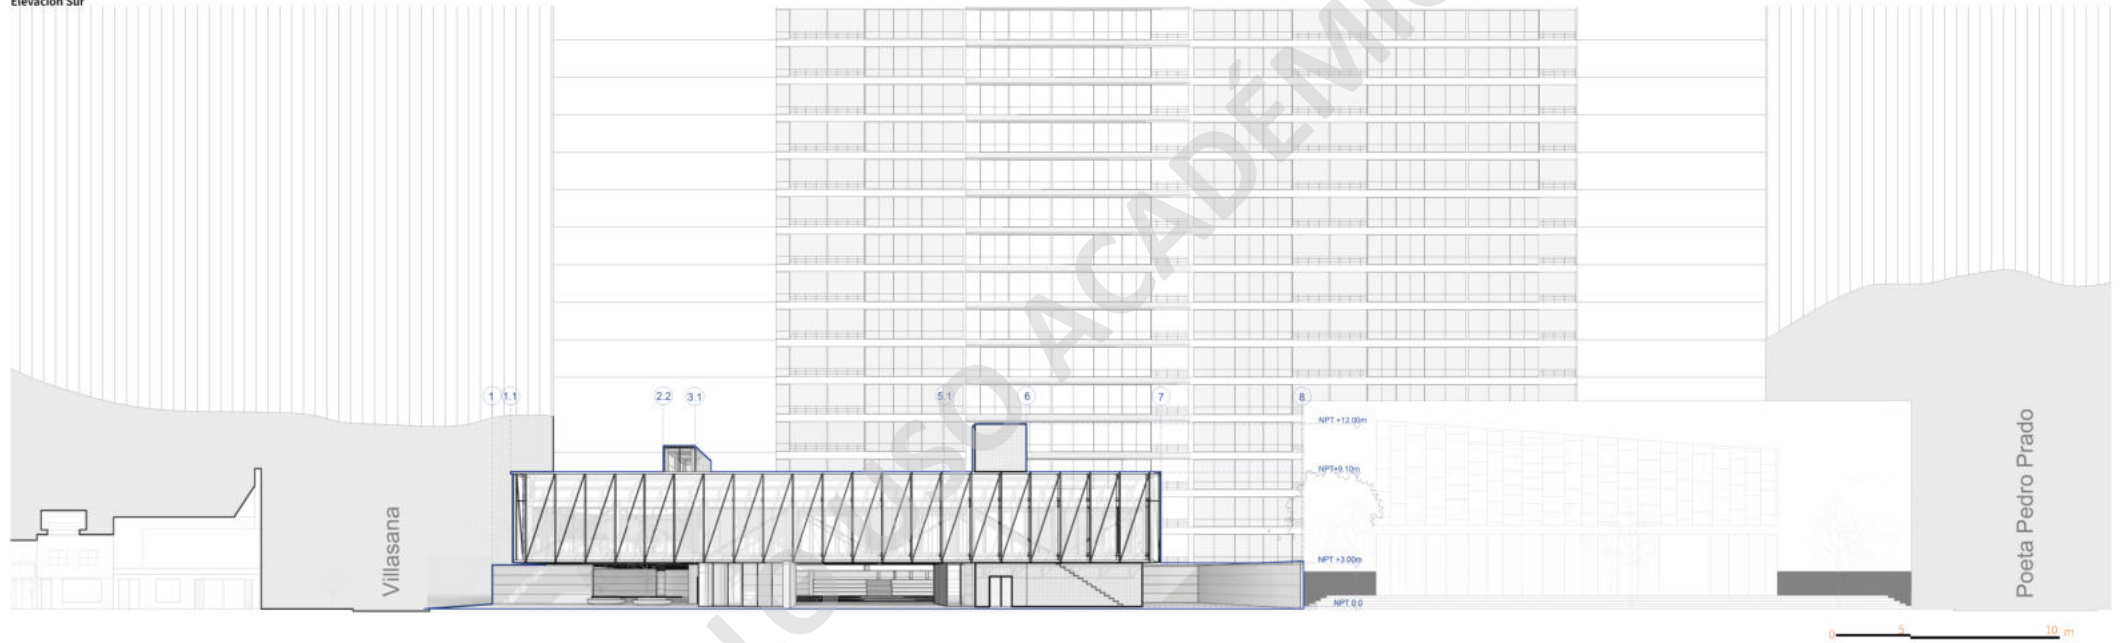 Elevación Sur
1 1.1 2.2 3.1 5.1 6 7 8
NPT +12.00m
NPT+9.10m
NPT +3.00m
NPT 0.0
Villasana
Poeta Pedro Prado
USO ACADÉMI
0 5 10 m